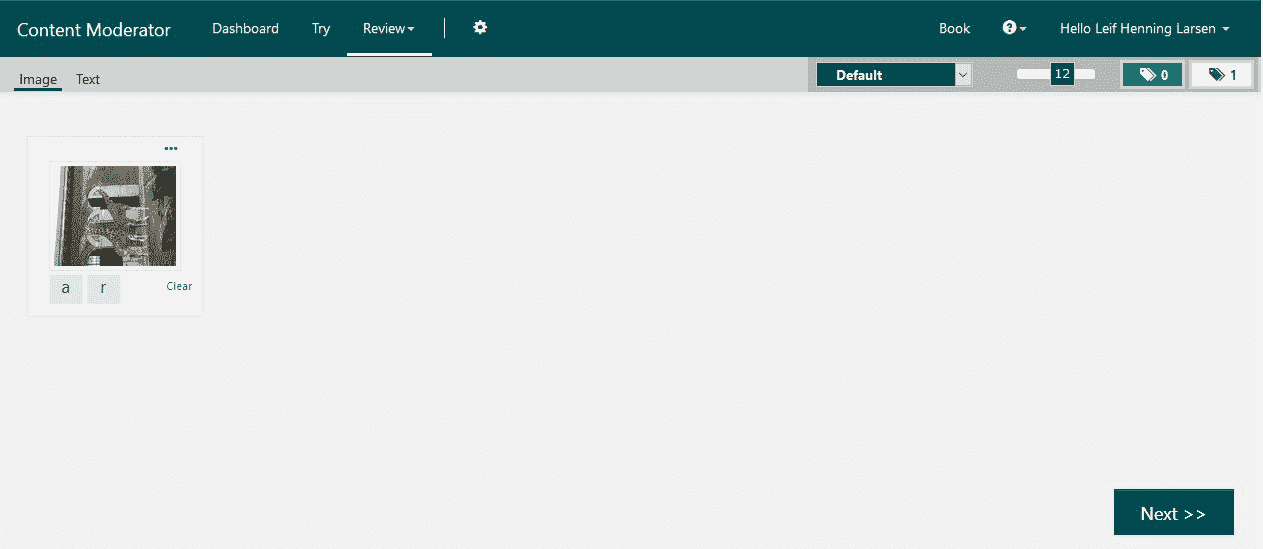 Content Moderator Dashboard Try Review Book Hello Leif Henning Larsen
Image Text Default 12 0 1
a r Clear
Next >>